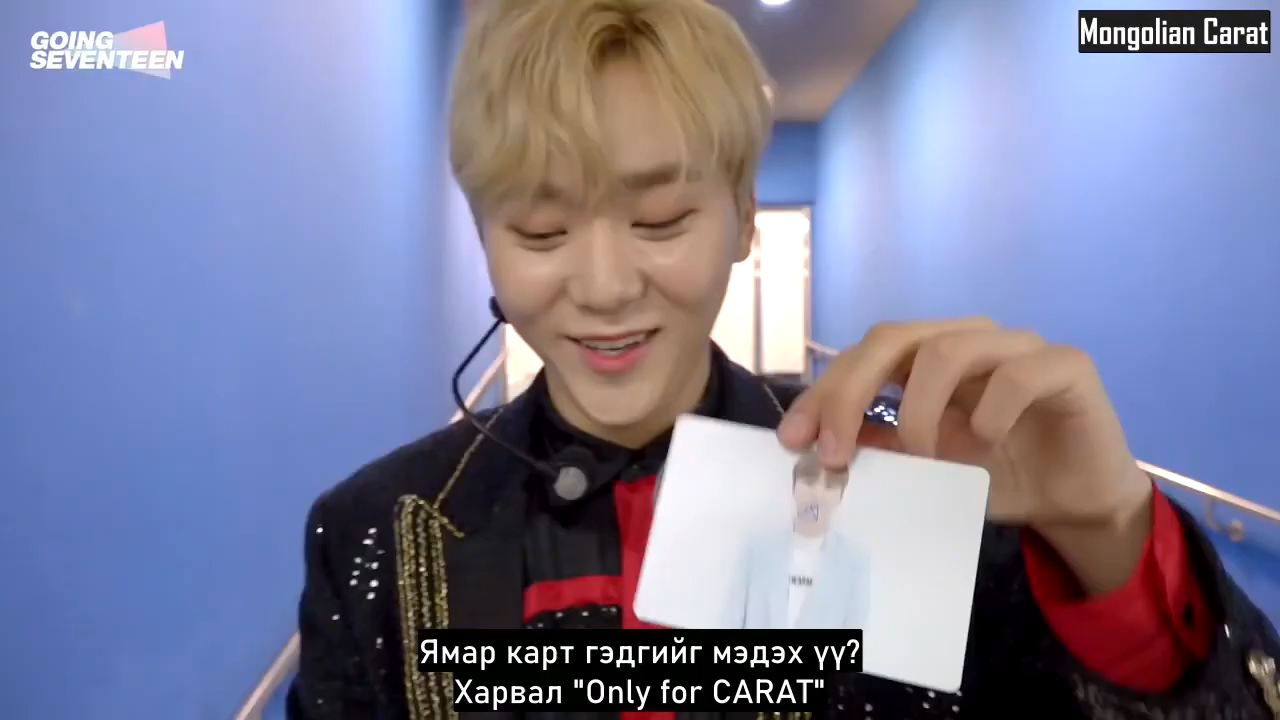 GOING
SEVENTEEN
Mongolian Carat
Ямар карт гэдгийг мэдэх үү?
Харвал "Only for CARAT"